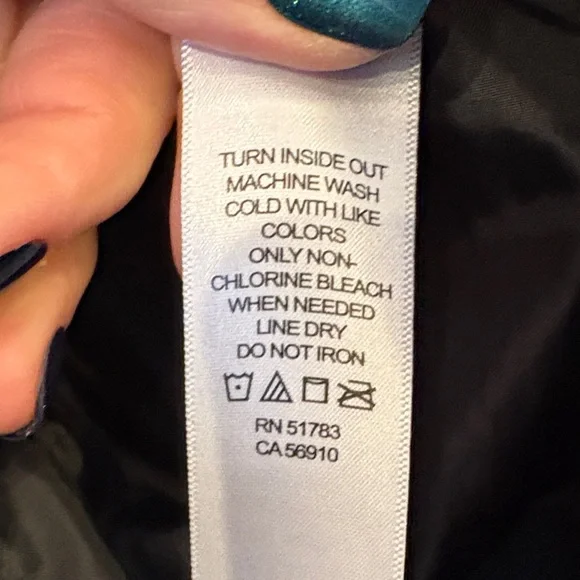 TURN INSIDE OUT
MACHINE WASH
COLD WITH LIKE
COLORS
ONLY NON-
CHLORINE BLEACH
WHEN NEEDED
LINE DRY
DO NOT IRON
RN 51783
CA 56910